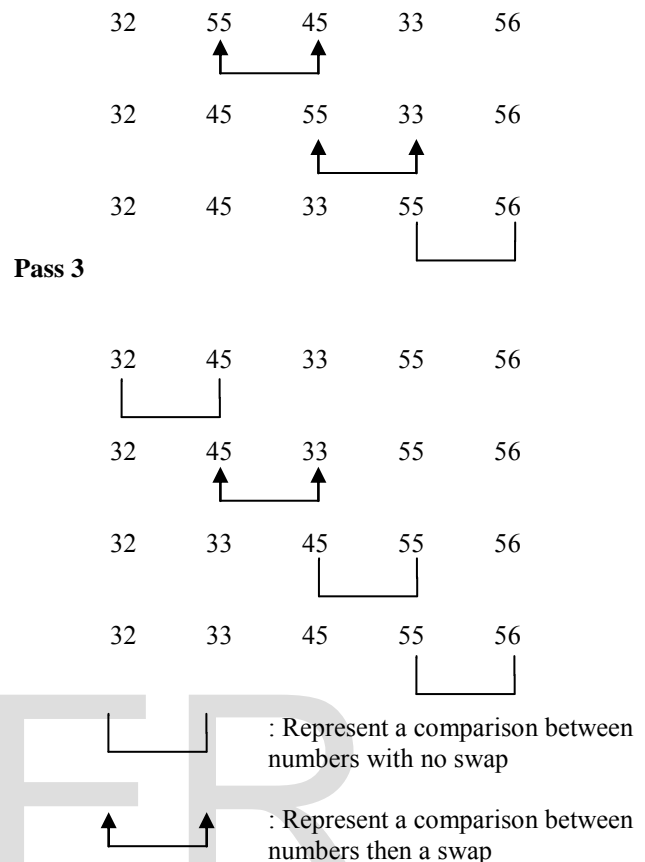 32 55 45 33 56
32 45 55 33 56
32 45 33 55 56
Pass 3
32 45 33 55 56
32 45 33 55 56
32 33 45 55 56
32 33 45 55 56
: Represent a comparison between
numbers with no swap
: Represent a comparison between
numbers then a swap
ER